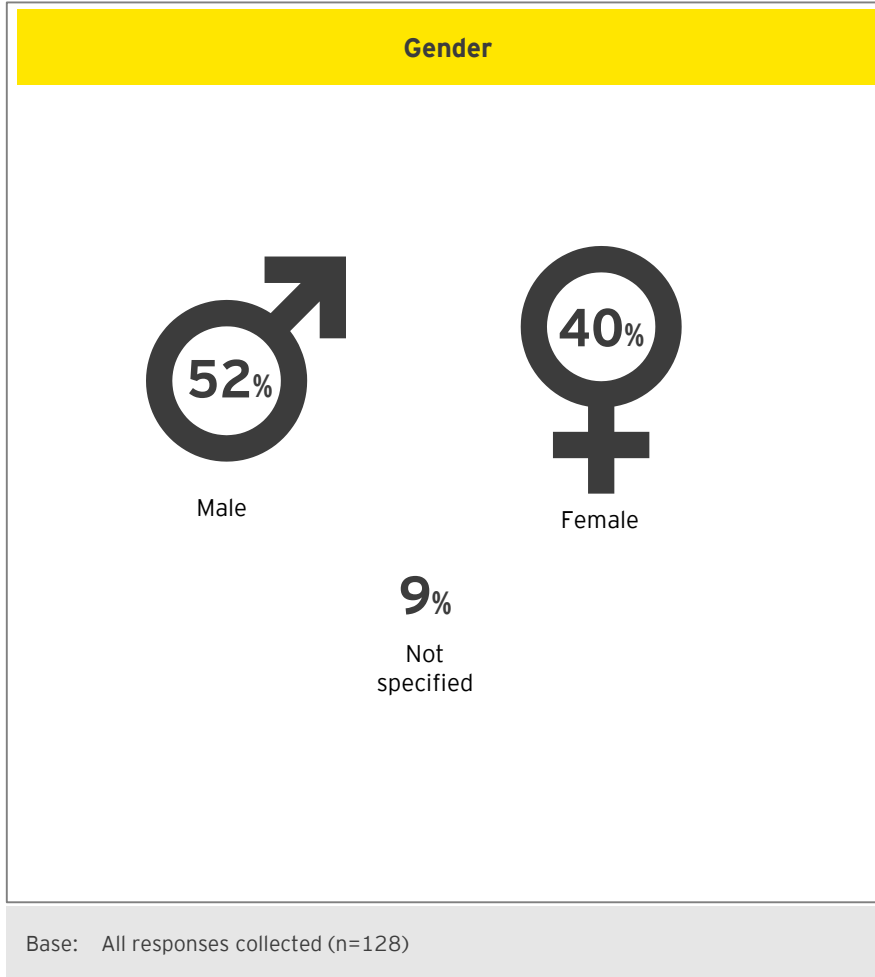 Gender
52%
Male
40%
Female
9%
Not
specified
Base: All responses collected (n=128)